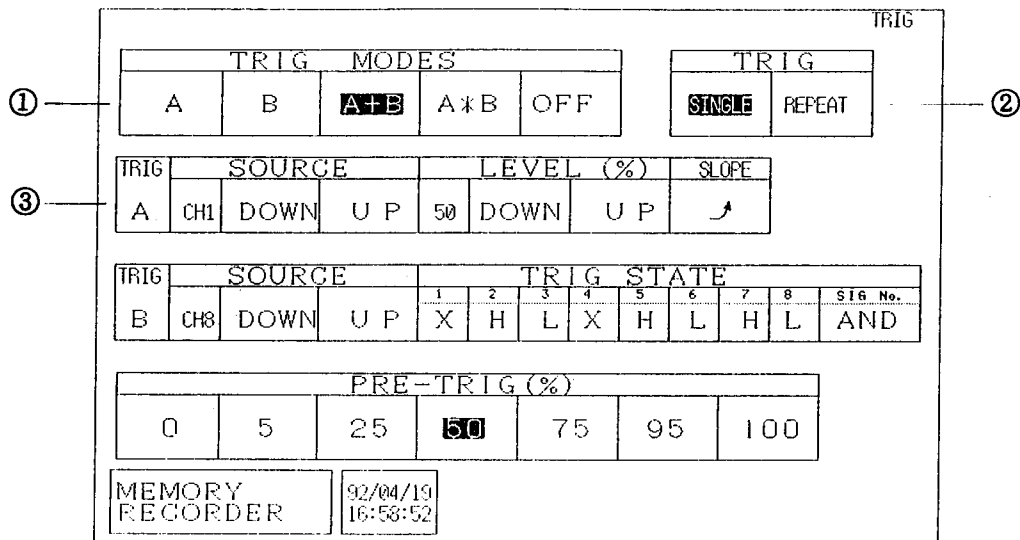 TRIG
TRIG MODES
TRIG
① A B A+B A*B OFF
SINGLE REPEAT ②
TRIG SOURCE LEVEL (%) SLOPE
③ A CH1 DOWN UP 50 DOWN UP
TRIG SOURCE TRIG STATE
1 2 3 4 5 6 7 8 SIG No.
B CH8 DOWN UP X H L X H L H L AND
PRE-TRIG(%)
0 5 25 50 75 95 100
MEMORY
RECORDER
92/04/19
16:58:52